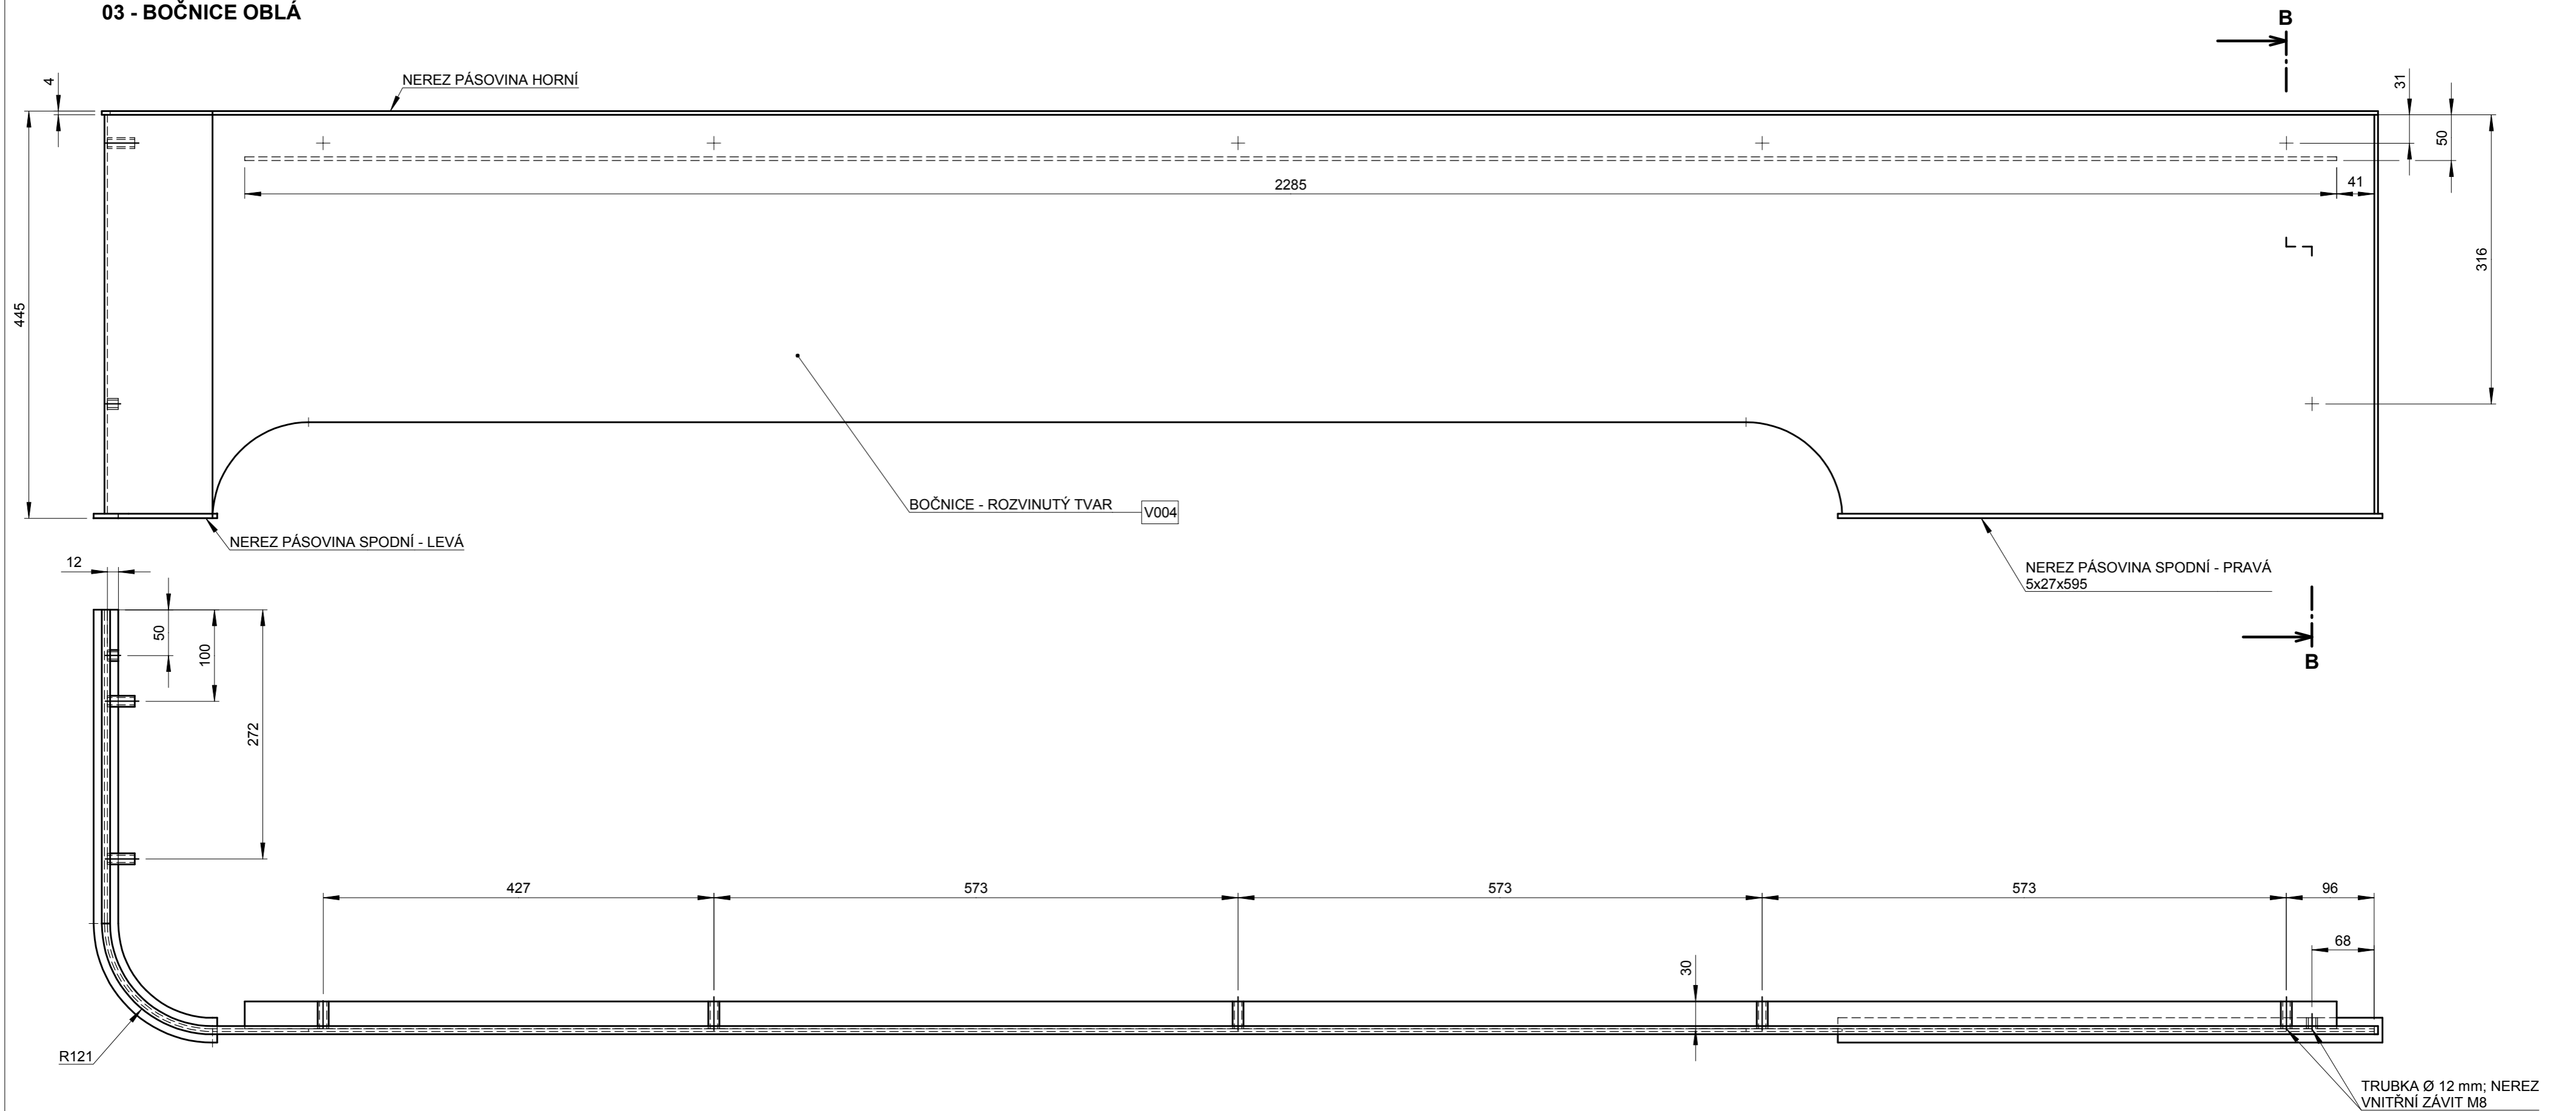 03 - BOČNICE OBLÁ
B
4
NEREZ PÁSOVINA HORNÍ
31
50
2285
41
445
316
BOČNICE - ROZVINUTÝ TVAR
V004
NEREZ PÁSOVINA SPODNÍ - LEVÁ
NEREZ PÁSOVINA SPODNÍ - PRAVÁ
5x27x595
12
50
100
272
B
427
573
573
573
96
68
30
R121
TRUBKA Ø 12 mm; NEREZ
VNITŘNÍ ZÁVIT M8